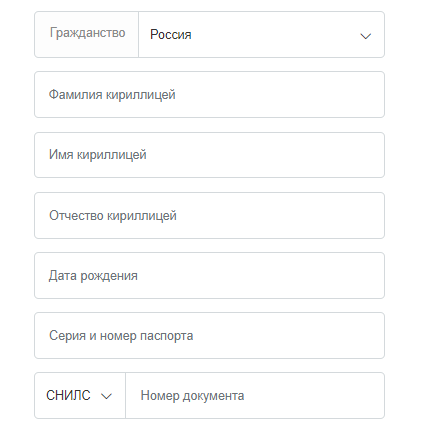 Гражданство Россия
Фамилия кириллицей
Имя кириллицей
Отчество кириллицей
Дата рождения
Серия и номер паспорта
СНИЛС Номер документа